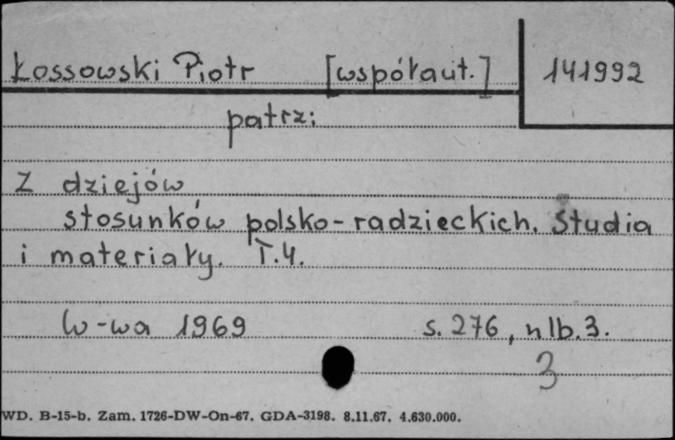 Łossowski Piotr [współaut.] 141992
patrz:
Z dziejów
stosunków polsko-radzieckich. Studia
i materiały. T.4.
W-wa 1969 s. 276, nlb. 3.
3
WD. B-15-b. Zam. 1726-DW-On-67. GDA-3198. 8.11.67. 4.630.000.